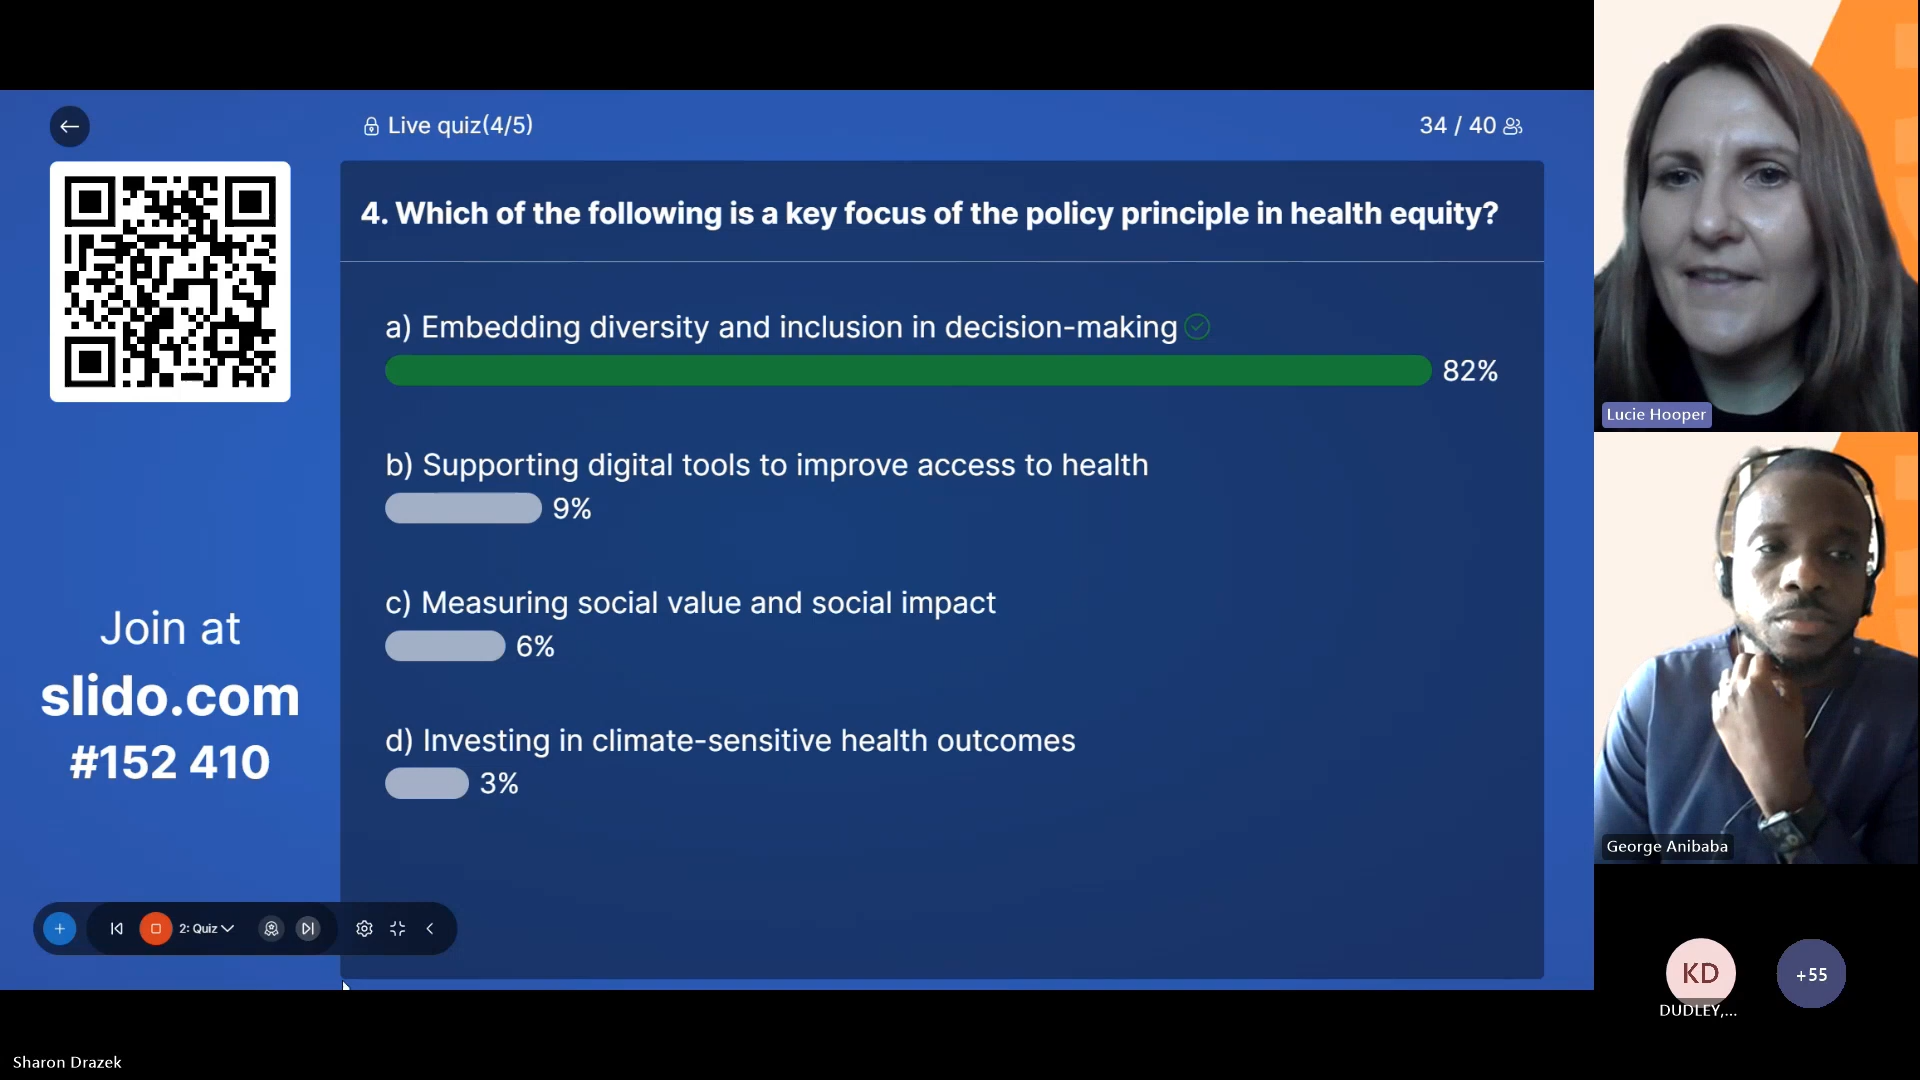 Live quiz(4/5)
34 / 40
4. Which of the following is a key focus of the policy principle in health equity?
a) Embedding diversity and inclusion in decision-making
82%
b) Supporting digital tools to improve access to health
9%
c) Measuring social value and social impact
6%
d) Investing in climate-sensitive health outcomes
3%
Join at
slido.com
#152 410
2: Quiz
Lucie Hooper
George Anibaba
KD
DUDLEY,...
+55
Sharon Drazek